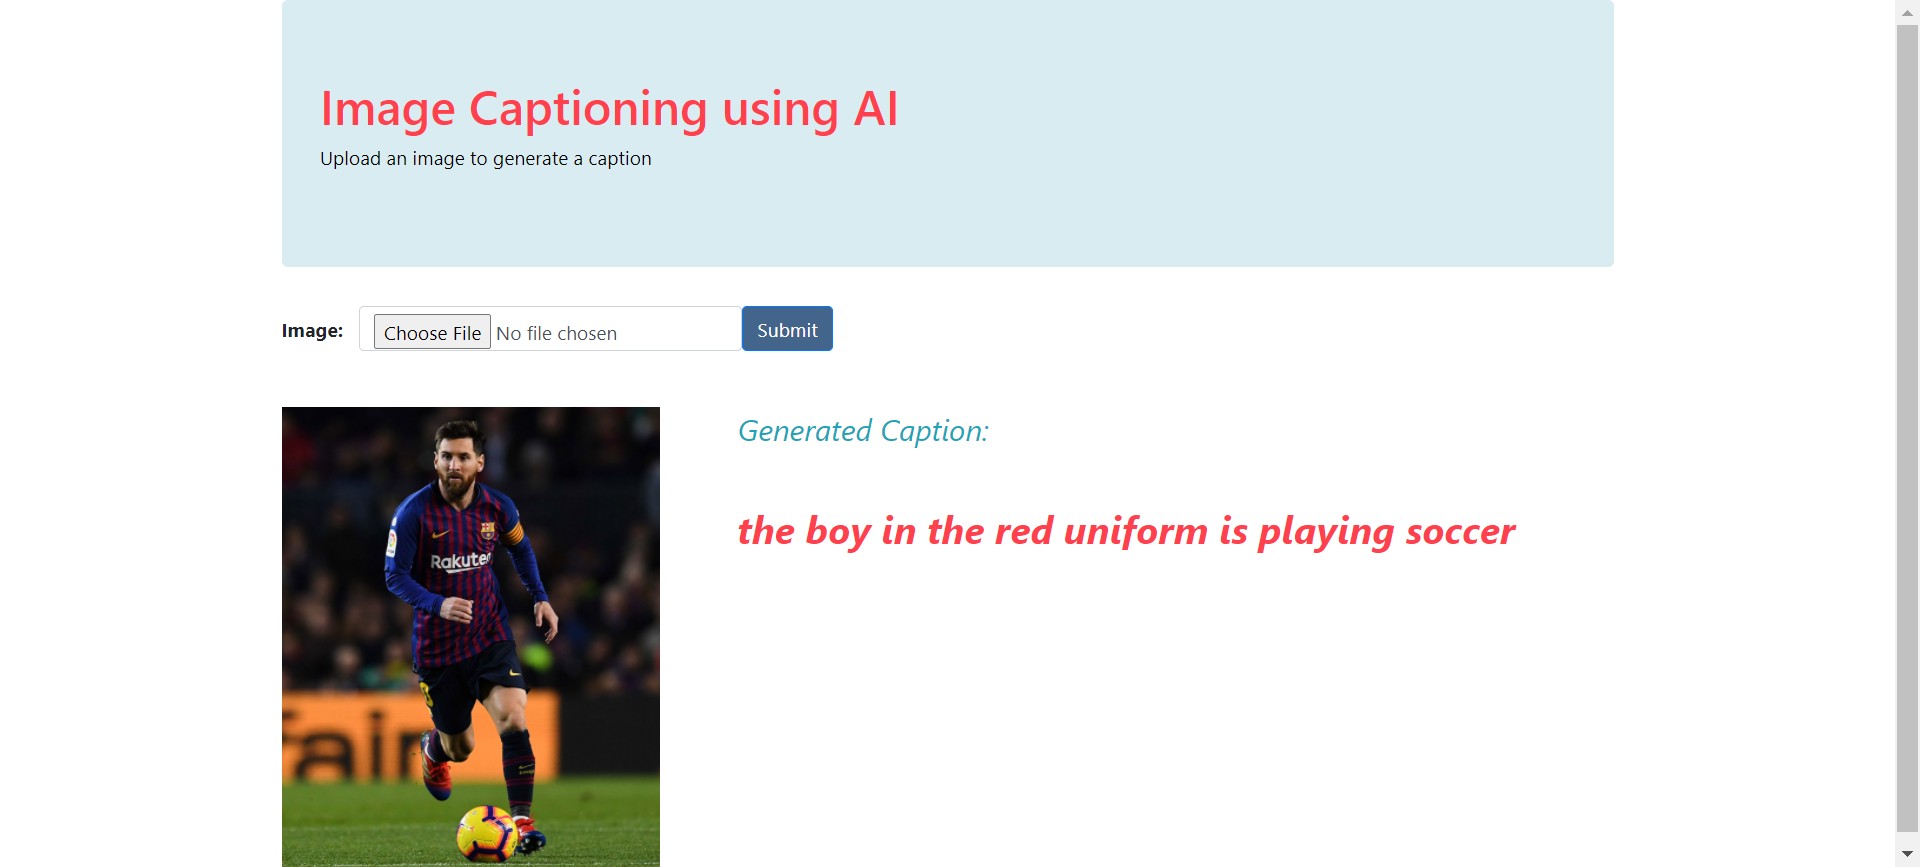 Image Captioning using AI
Upload an image to generate a caption
Image: Choose File No file chosen Submit
Generated Caption:
the boy in the red uniform is playing soccer
Rakuten
fair